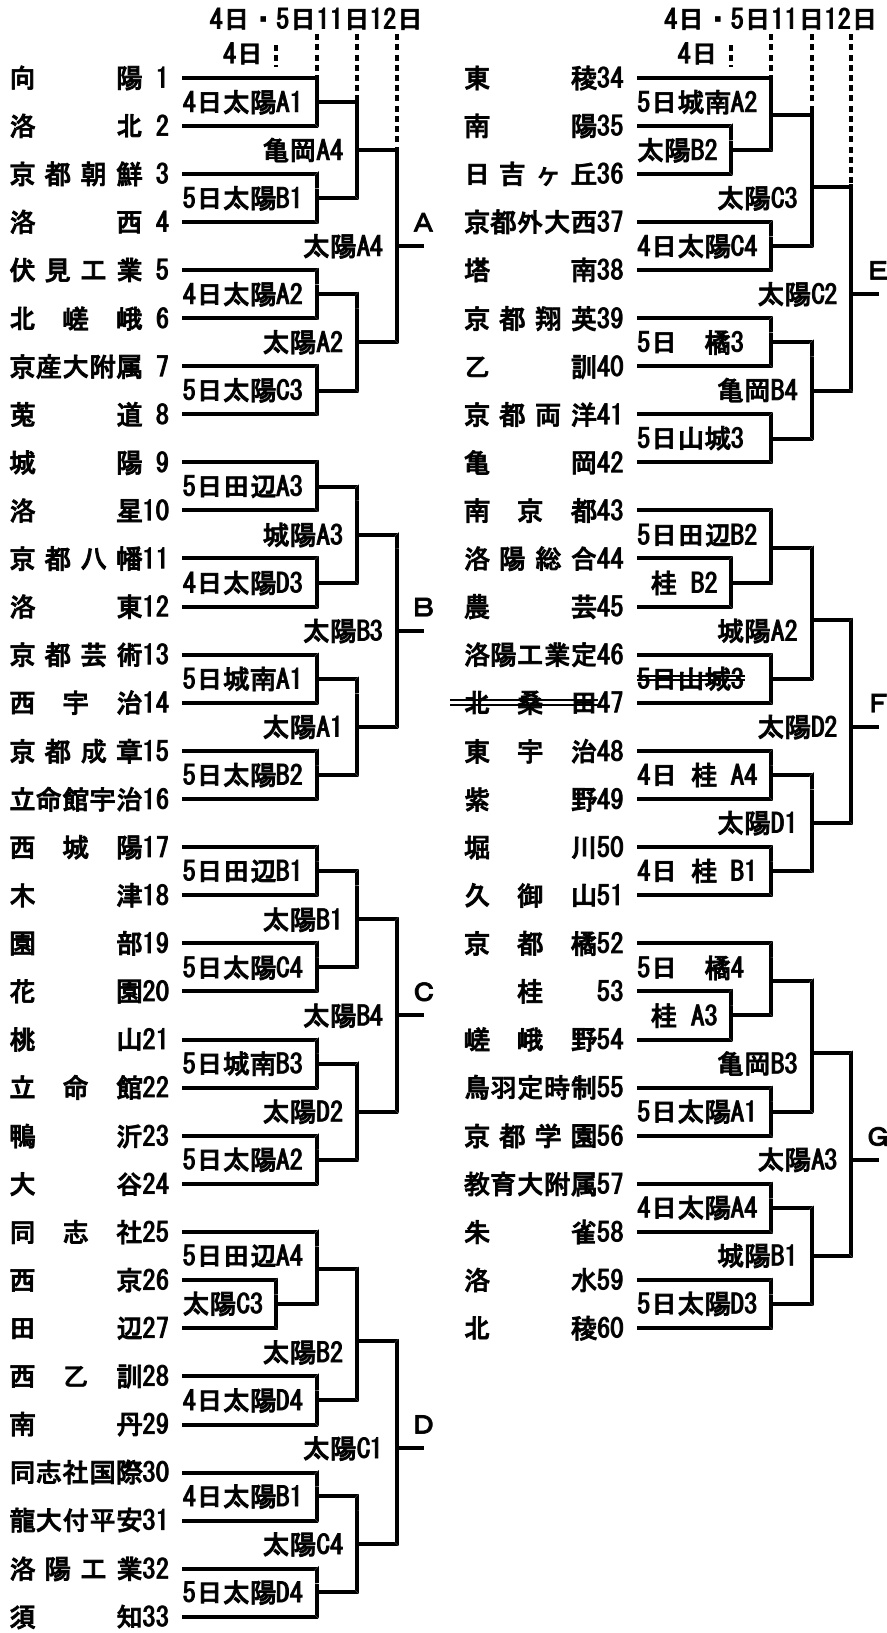 4日・5日11日12日
4日
向陽 1
4日太陽A1
洛北 2
亀岡A4
京都朝鮮 3
5日太陽B1
洛西 4
A
太陽A4
伏見工業 5
4日太陽A2
北嵯峨 6
太陽A2
京産大附属 7
5日太陽C3
莵道 8
城陽 9
5日田辺A3
洛星10
城陽A3
京都八幡11
4日太陽D3
洛東12
B
太陽B3
京都芸術13
5日城南A1
西宇治14
太陽A1
京都成章15
5日太陽B2
立命館宇治16
西城陽17
5日田辺B1
木津18
太陽B1
園部19
5日太陽C4
花園20
C
太陽B4
桃山21
5日城南B3
立命館22
太陽D2
鴨沂23
5日太陽A2
大谷24
同志社25
5日田辺A4
西京26
太陽C3
田辺27
太陽B2
西乙訓28
4日太陽D4
南丹29
D
太陽C1
同志社国際30
4日太陽B1
龍大付平安31
太陽C4
洛陽工業32
5日太陽D4
須知33
4日・5日11日12日
4日
東稜34
5日城南A2
南陽35
太陽B2
日吉ヶ丘36
太陽C3
京都外大西37
4日太陽C4
塔南38
E
太陽C2
京都翔英39
5日 橘3
乙訓40
亀岡B4
京都両洋41
5日山城3
亀岡42
南京都43
5日田辺B2
洛陽総合44
桂 B2
農芸45
城陽A2
洛陽工業定46
5日山城3
北桑田47
F
太陽D2
東宇治48
4日 桂 A4
紫野49
太陽D1
堀川50
4日 桂 B1
久御山51
京都橘52
5日 橘4
桂53
桂 A3
嵯峨野54
亀岡B3
鳥羽定時制55
5日太陽A1
京都学園56
G
太陽A3
教育大附属57
4日太陽A4
朱雀58
城陽B1
洛水59
5日太陽D3
北稜60